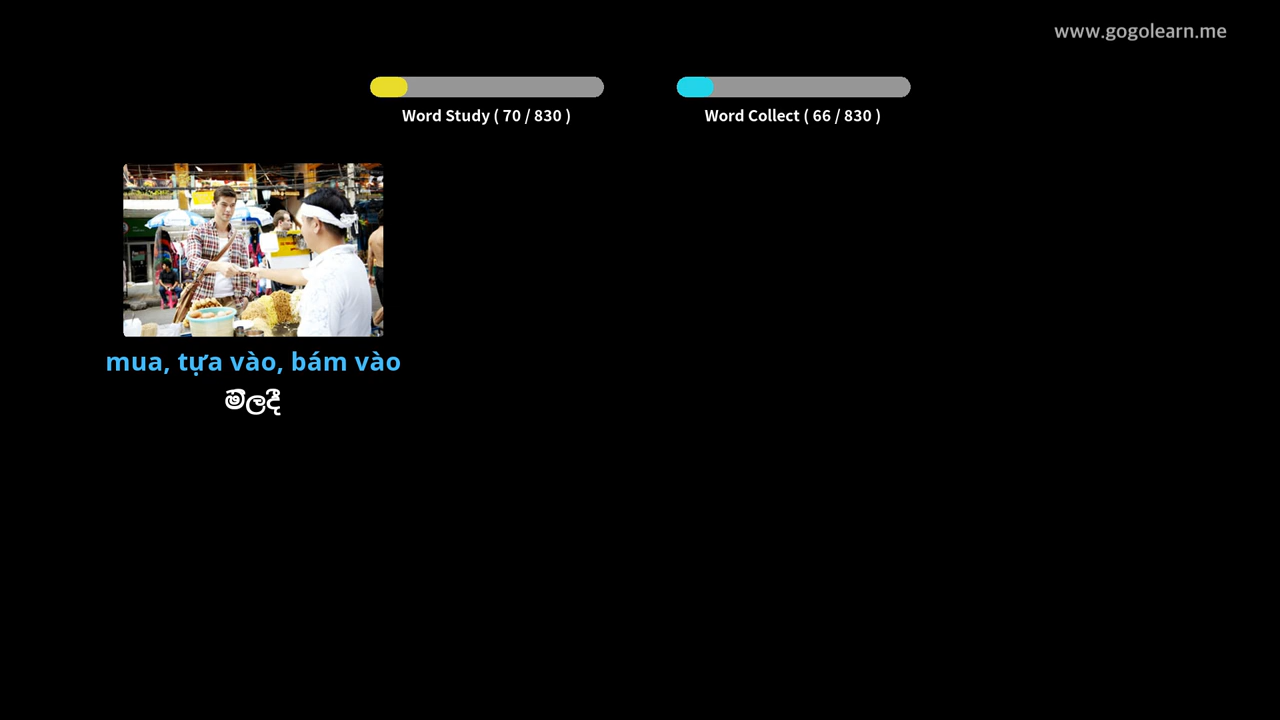 www.gogolearn.me
Word Study ( 70 / 830 )
Word Collect ( 66 / 830 )
mua, tựa vào, bám vào
මිලදී